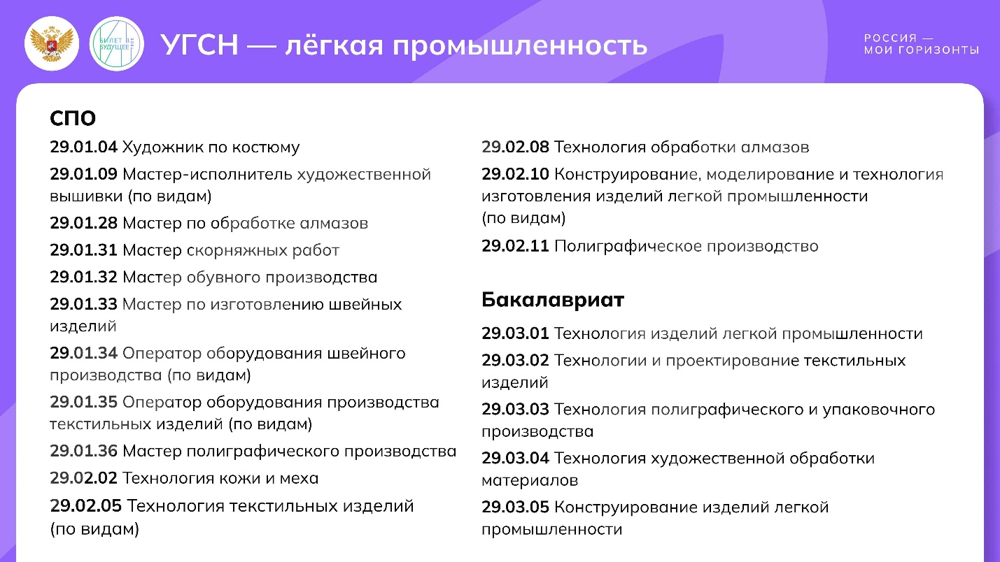 БИЛЕТ В
БУДУЩЕЕ
УГСН — лёгкая промышленность
РОССИЯ —
МОИ ГОРИЗОНТЫ
СПО
29.01.04 Художник по костюму
29.01.09 Мастер-исполнитель художественной
вышивки (по видам)
29.01.28 Мастер по обработке алмазов
29.01.31 Мастер скорняжных работ
29.01.32 Мастер обувного производства
29.01.33 Мастер по изготовлению швейных
изделий
29.01.34 Оператор оборудования швейного
производства (по видам)
29.01.35 Оператор оборудования производства
текстильных изделий (по видам)
29.01.36 Мастер полиграфического производства
29.02.02 Технология кожи и меха
29.02.05 Технология текстильных изделий
(по видам)
29.02.08 Технология обработки алмазов
29.02.10 Конструирование, моделирование и технология
изготовления изделий легкой промышленности
(по видам)
29.02.11 Полиграфическое производство
Бакалавриат
29.03.01 Технология изделий легкой промышленности
29.03.02 Технологии и проектирование текстильных
изделий
29.03.03 Технология полиграфического и упаковочного
производства
29.03.04 Технология художественной обработки
материалов
29.03.05 Конструирование изделий легкой
промышленности